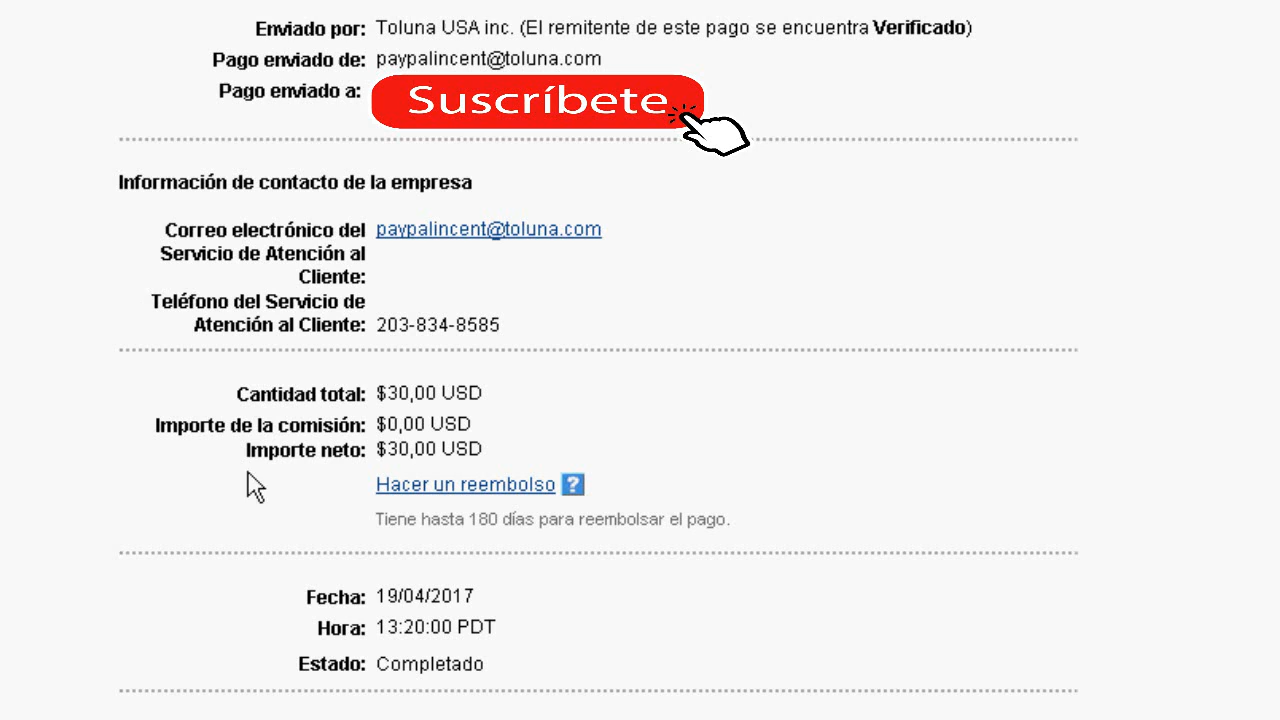 Enviado por: Toluna USA inc. (El remitente de este pago se encuentra Verificado)
Pago enviado de: paypalincent@toluna.com
Pago enviado a: Suscríbete
Información de contacto de la empresa
Correo electrónico del paypalincent@toluna.com
Servicio de Atención al
Cliente:
Teléfono del Servicio de
Atención al Cliente: 203-834-8585
Cantidad total: $30,00 USD
Importe de la comisión: $0,00 USD
Importe neto: $30,00 USD
Hacer un reembolso ?
Tiene hasta 180 días para reembolsar el pago.
Fecha: 19/04/2017
Hora: 13:20:00 PDT
Estado: Completado